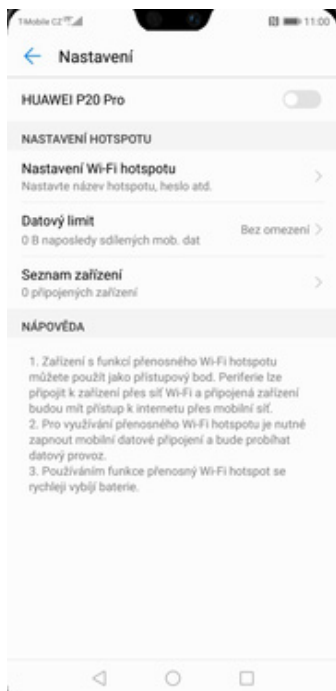 T-Mobile CZ 11:00
Nastavení
HUAWEI P20 Pro
NASTAVENÍ HOTSPOTU
Nastavení Wi-Fi hotspotu
Nastavte název hotspotu, heslo atd.
Datový limit
0 B naposledy sdílených mob. dat
Bez omezení
Seznam zařízení
0 připojených zařízení
NÁPOVĚDA
1. Zařízení s funkcí přenosného Wi-Fi hotspotu
můžete použít jako přístupový bod. Periferie lze
připojit k zařízení přes síť Wi-Fi a připojená zařízení
budou mít přístup k internetu přes mobilní síť.
2. Pro využívání přenosného Wi-Fi hotspotu je nutné
zapnout mobilní datové připojení a bude probíhat
datový provoz.
3. Používáním funkce přenosný Wi-Fi hotspot se
rychleji vybíjí baterie.